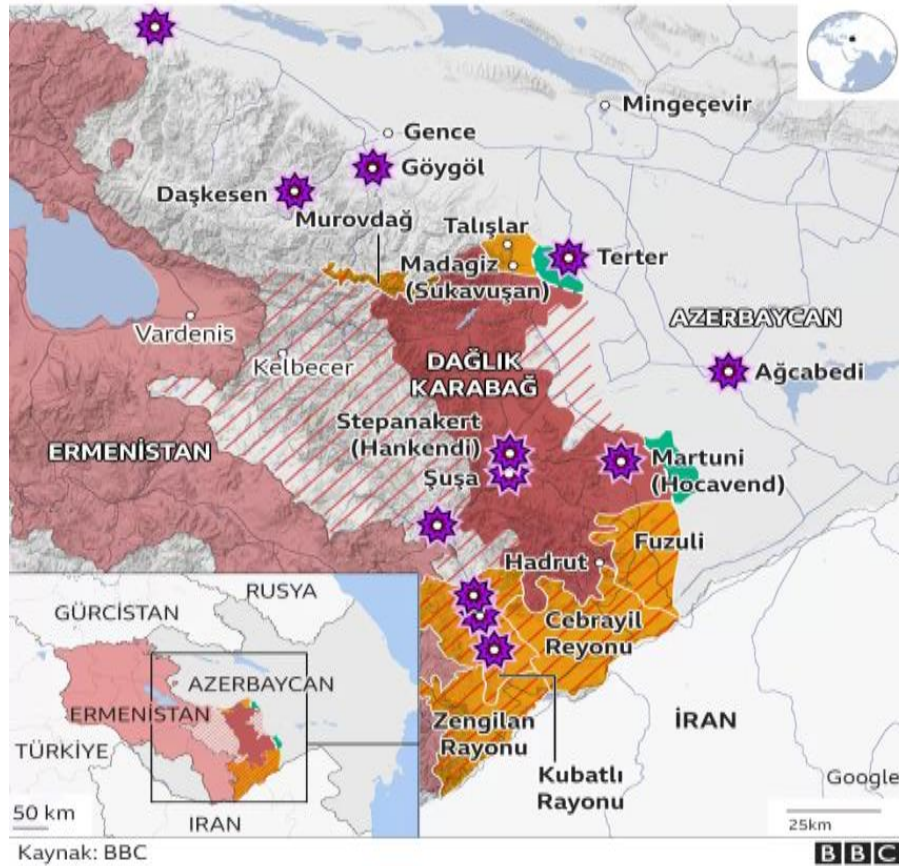 Mingeçevir
Gence
Göygöl
Daşkesen
Murovdağ
Talışlar
Terter
Madagiz
(Sukavuşan)
AZERBAYCAN
Vardenis
Kelbecer
DAĞLIK
KARABAĞ
Ağcabedi
Stepanakert
(Hankendi)
ERMENİSTAN
Şuşa
Martuni
(Hocavend)
Fuzuli
Hadrut
Cebrayil
Reyonu
Zengilan
Rayonu
İRAN
Kubatlı
Rayonu
Google
25km
RUSYA
GÜRCİSTAN
AZERBAYCAN
ERMENİSTAN
TÜRKİYE
IRAN
50 km
Kaynak: BBC
BBC